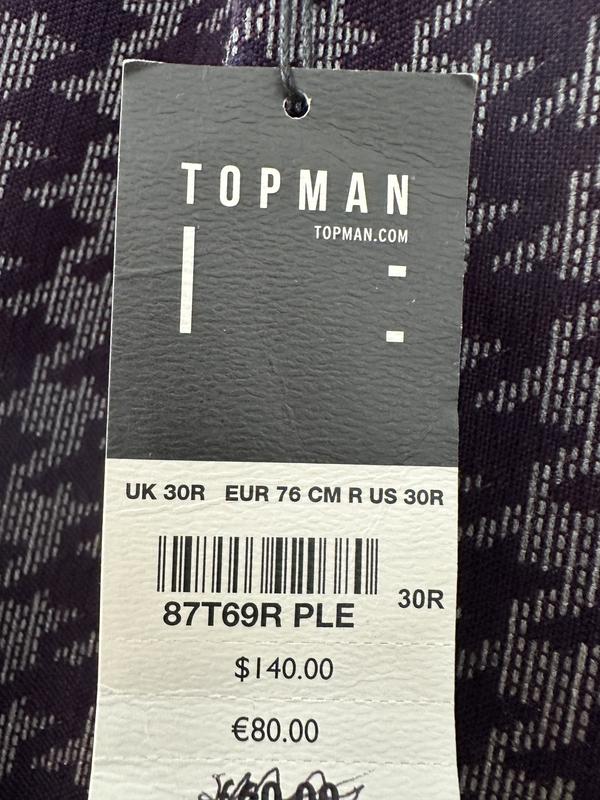 TOPMAN
TOPMAN.COM
UK 30R EUR 76 CM R US 30R
87T69R PLE
30R
$140.00
€80.00